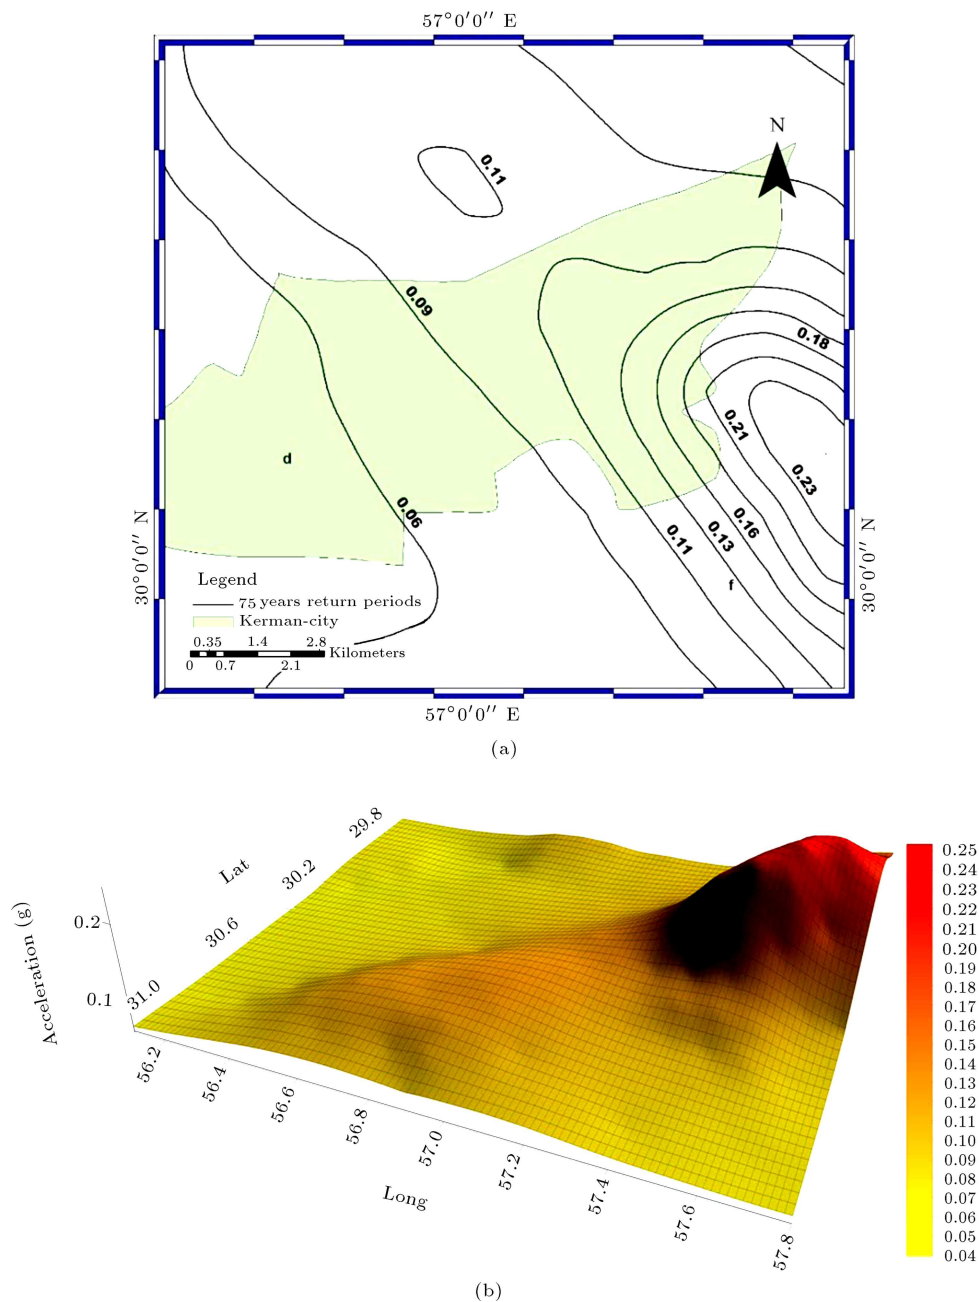 57°0′0′′ E
N
0.11
0.09
0.18
0.21
0.23
d
0.06
0.16
0.13
0.11
f
30°0′0′′ N
30°0′0′′ N
Legend
75 years return periods
Kerman-city
0.35 1.4 2.8
Kilometers
0 0.7 2.1
57°0′0′′ E
(a)
29.8
Lat
30.2
30.6
31.0
Acceleration (g)
0.2
0.1
56.2
56.4
56.6
56.8
57.0
57.2
57.4
57.6
57.8
Long
0.25
0.24
0.23
0.22
0.21
0.20
0.19
0.18
0.17
0.16
0.15
0.14
0.13
0.12
0.11
0.10
0.09
0.08
0.07
0.06
0.05
0.04
(b)